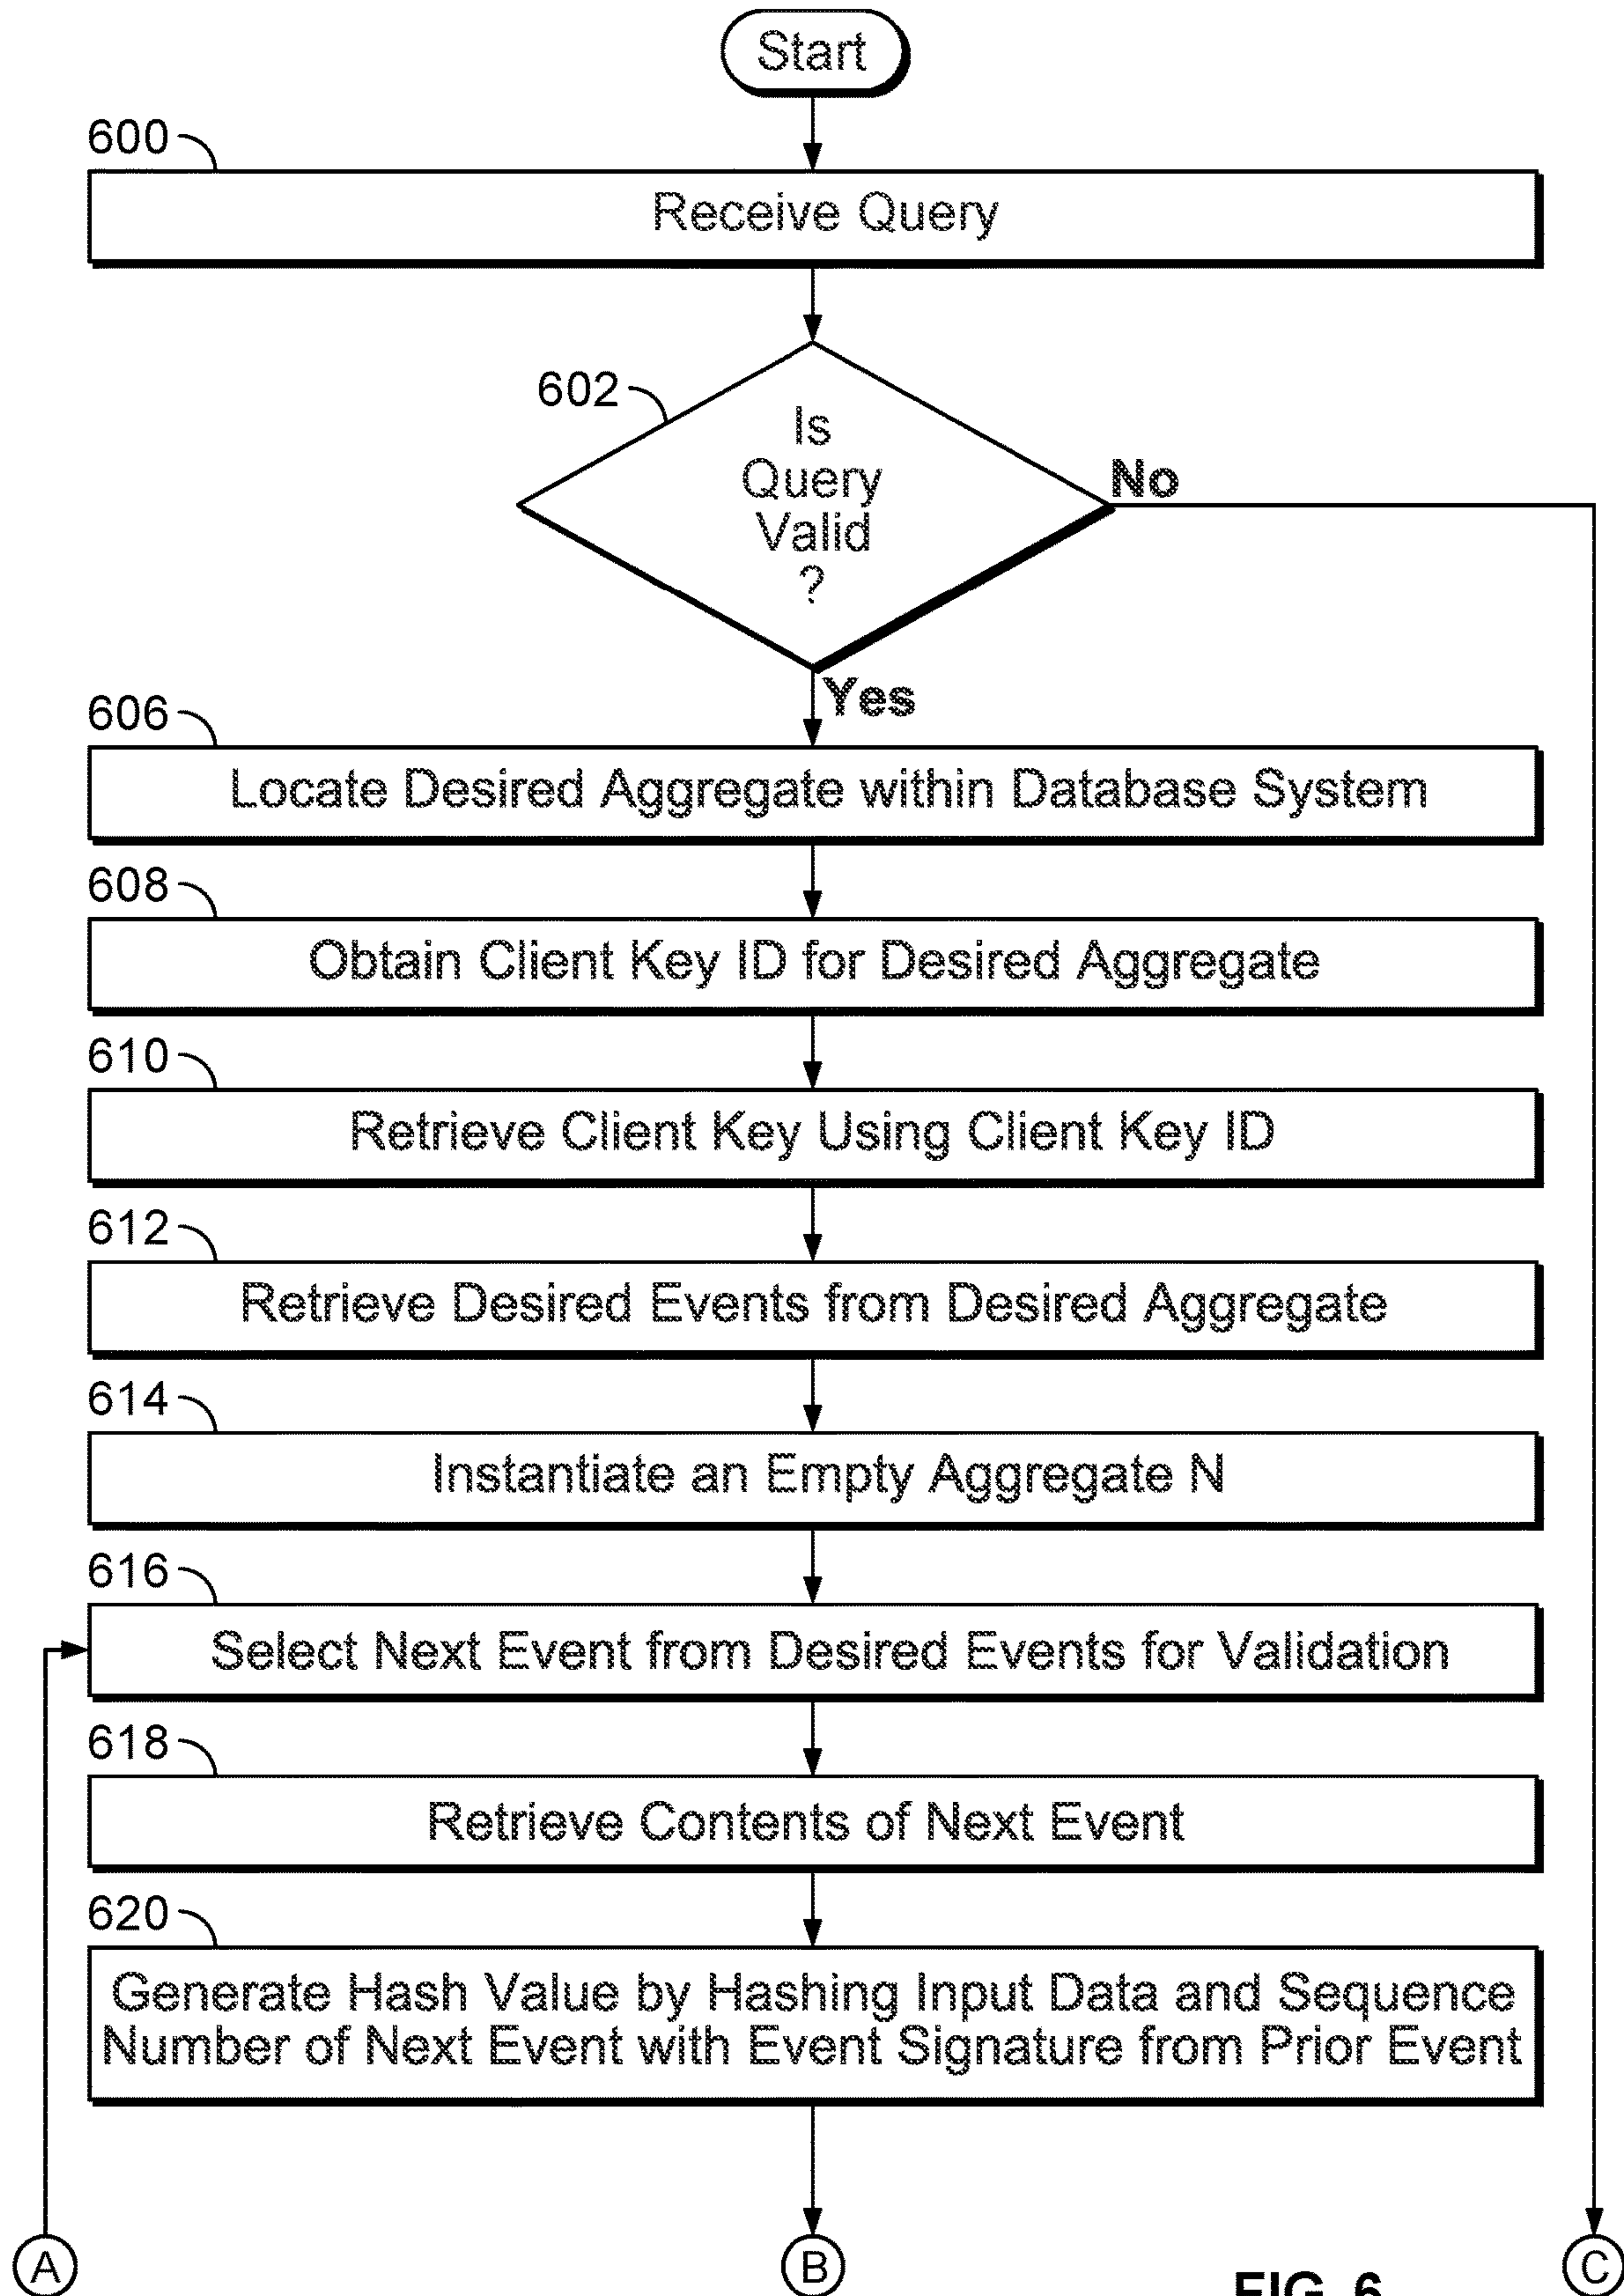 Start
600
Receive Query
602
Is
Query
Valid
?
No
Yes
606
Locate Desired Aggregate within Database System
608
Obtain Client Key ID for Desired Aggregate
610
Retrieve Client Key Using Client Key ID
612
Retrieve Desired Events from Desired Aggregate
614
Instantiate an Empty Aggregate N
616
Select Next Event from Desired Events for Validation
618
Retrieve Contents of Next Event
620
Generate Hash Value by Hashing Input Data and Sequence
Number of Next Event with Event Signature from Prior Event
A
B
C
FIG. 6